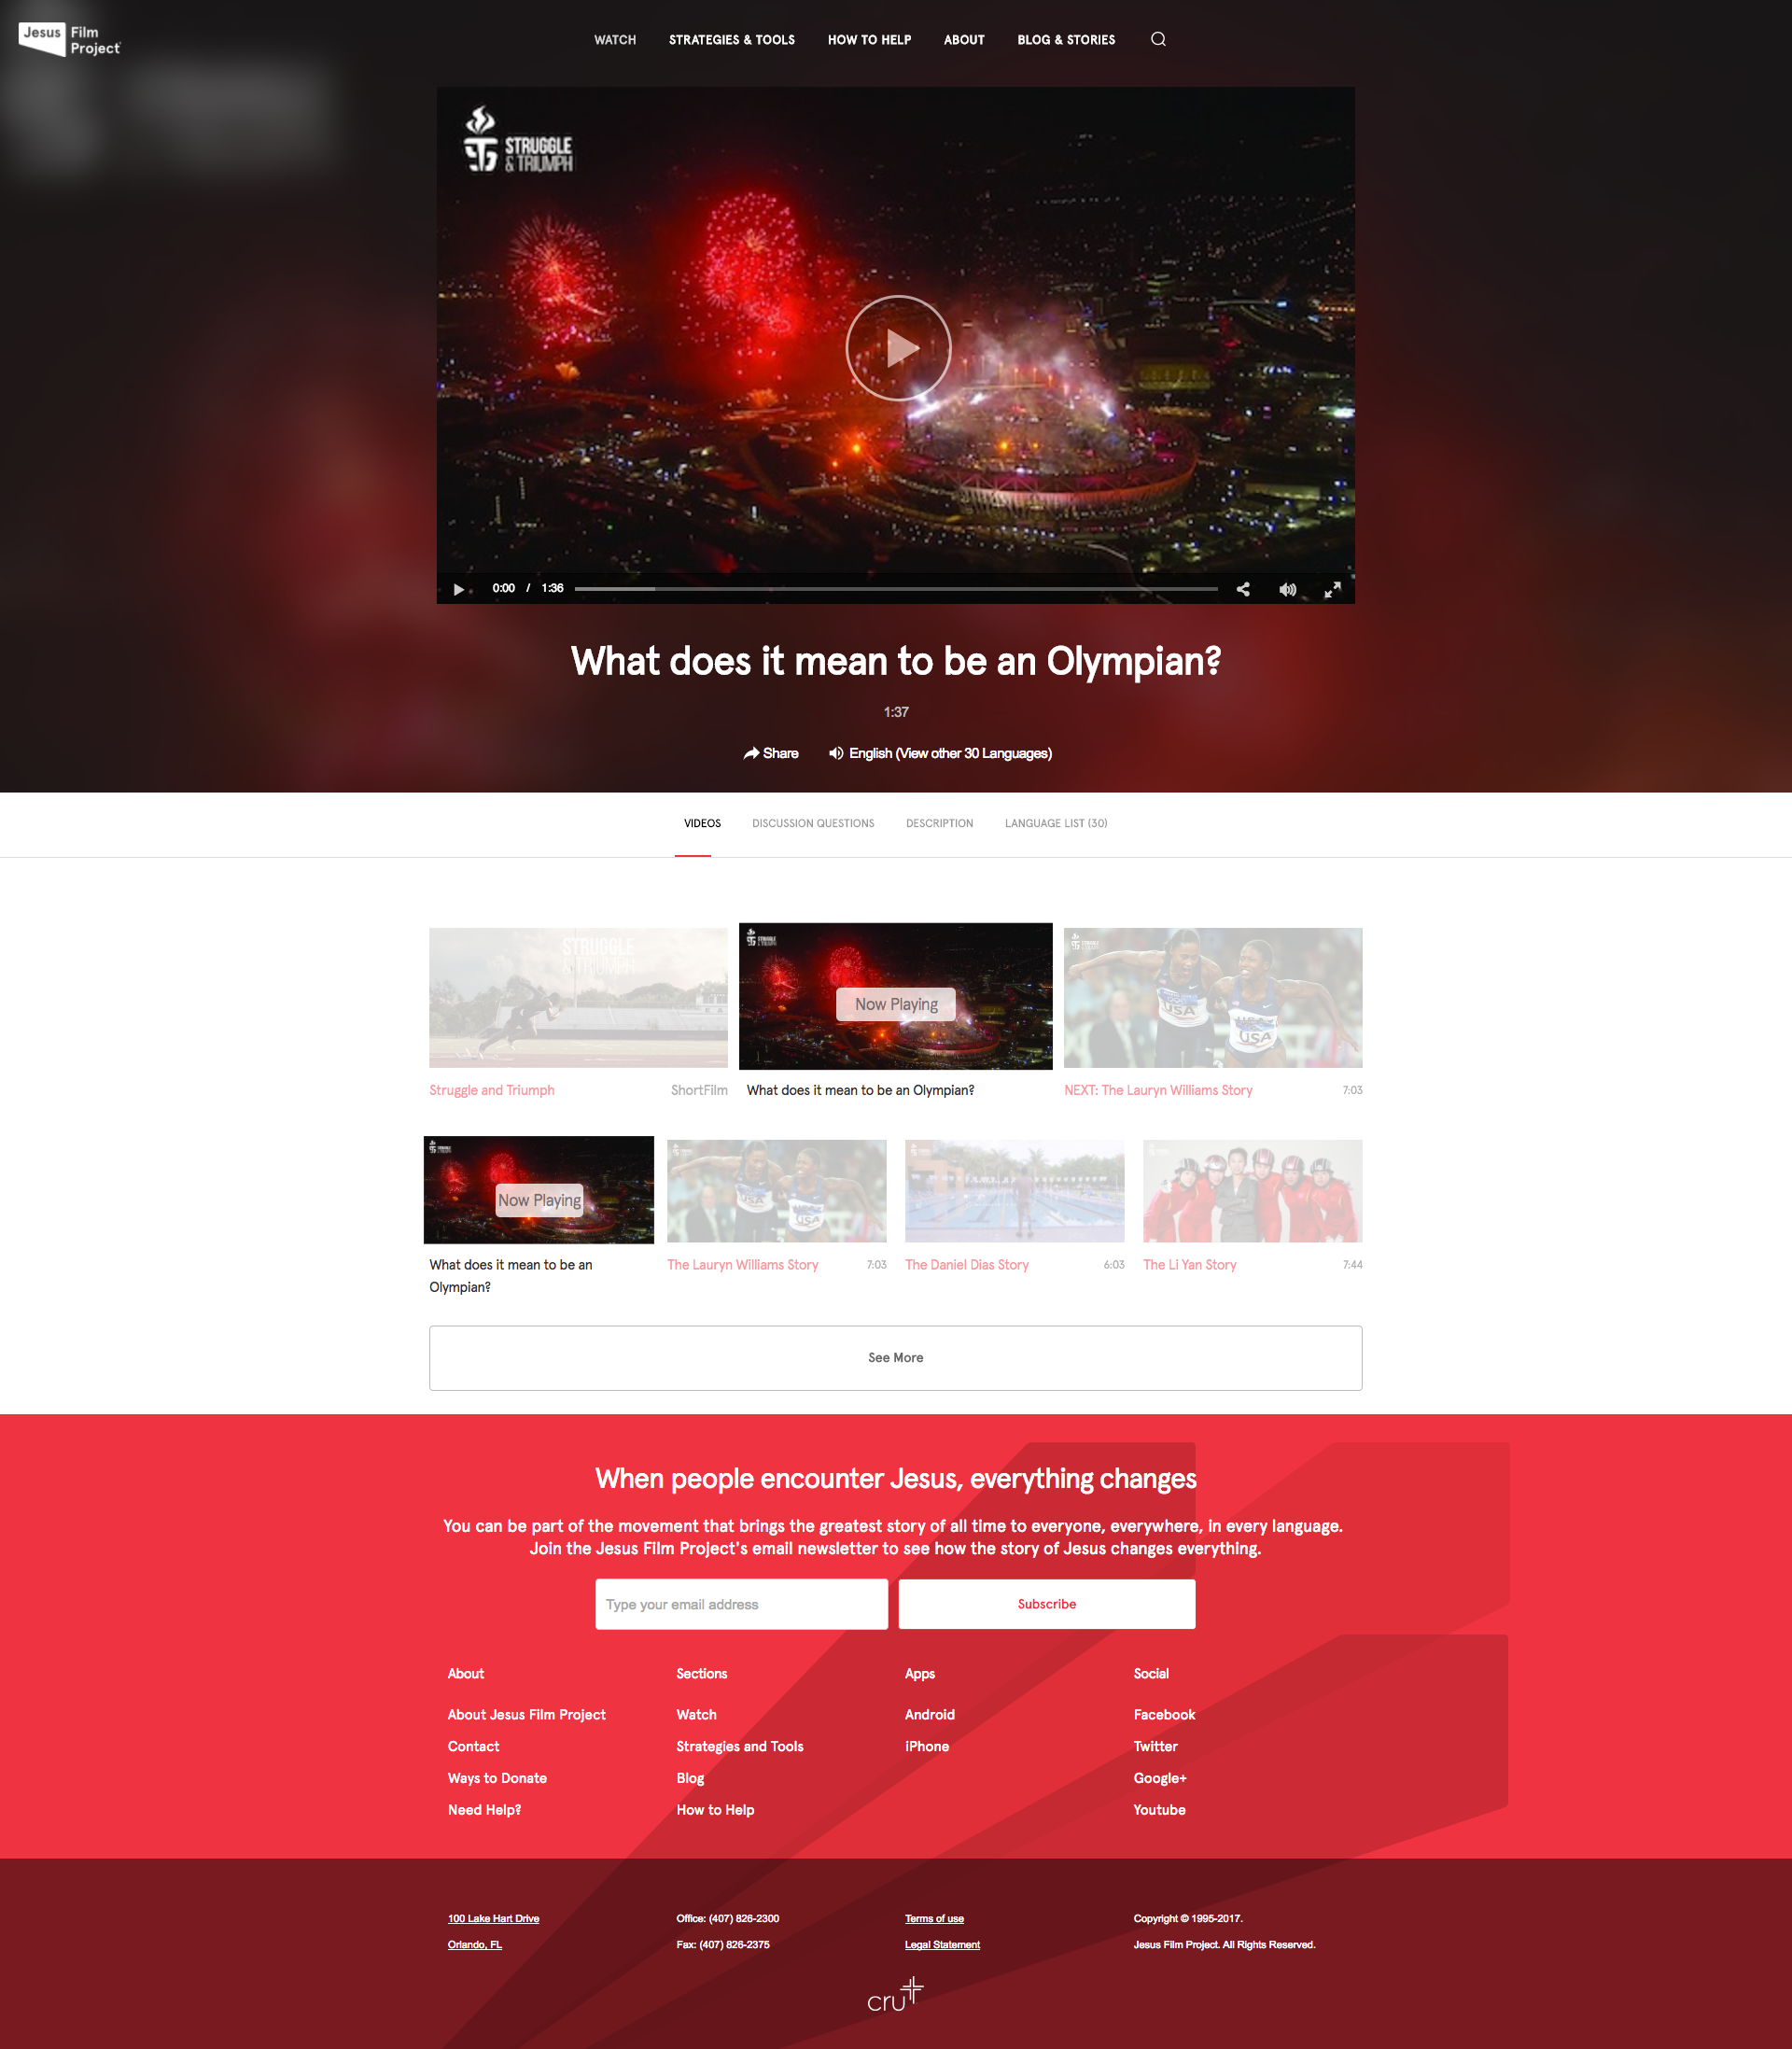 Jesus Film
Project
WATCH STRATEGIES & TOOLS HOW TO HELP ABOUT BLOG & STORIES
STRUGGLE
& TRIUMPH
0:00 / 1:36
What does it mean to be an Olympian?
1:37
Share English (View other 30 Languages)
VIDEOS DISCUSSION QUESTIONS DESCRIPTION LANGUAGE LIST (30)
STRUGGLE
& TRIUMPH
Now Playing
USA
USA
Struggle and Triumph ShortFilm
What does it mean to be an Olympian?
NEXT: The Lauryn Williams Story 7:03
Now Playing
USA
What does it mean to be an
Olympian?
The Lauryn Williams Story 7:03
The Daniel Dias Story 6:03
The Li Yan Story 7:44
See More
When people encounter Jesus, everything changes
You can be part of the movement that brings the greatest story of all time to everyone, everywhere, in every language.
Join the Jesus Film Project's email newsletter to see how the story of Jesus changes everything.
Type your email address Subscribe
About Sections Apps Social
About Jesus Film Project Watch Android Facebook
Contact Strategies and Tools iPhone Twitter
Ways to Donate Blog Google+
Need Help? How to Help Youtube
100 Lake Hart Drive Office: (407) 826-2300 Terms of use Copyright © 1995-2017.
Orlando, FL Fax: (407) 826-2375 Legal Statement Jesus Film Project. All Rights Reserved.
cru